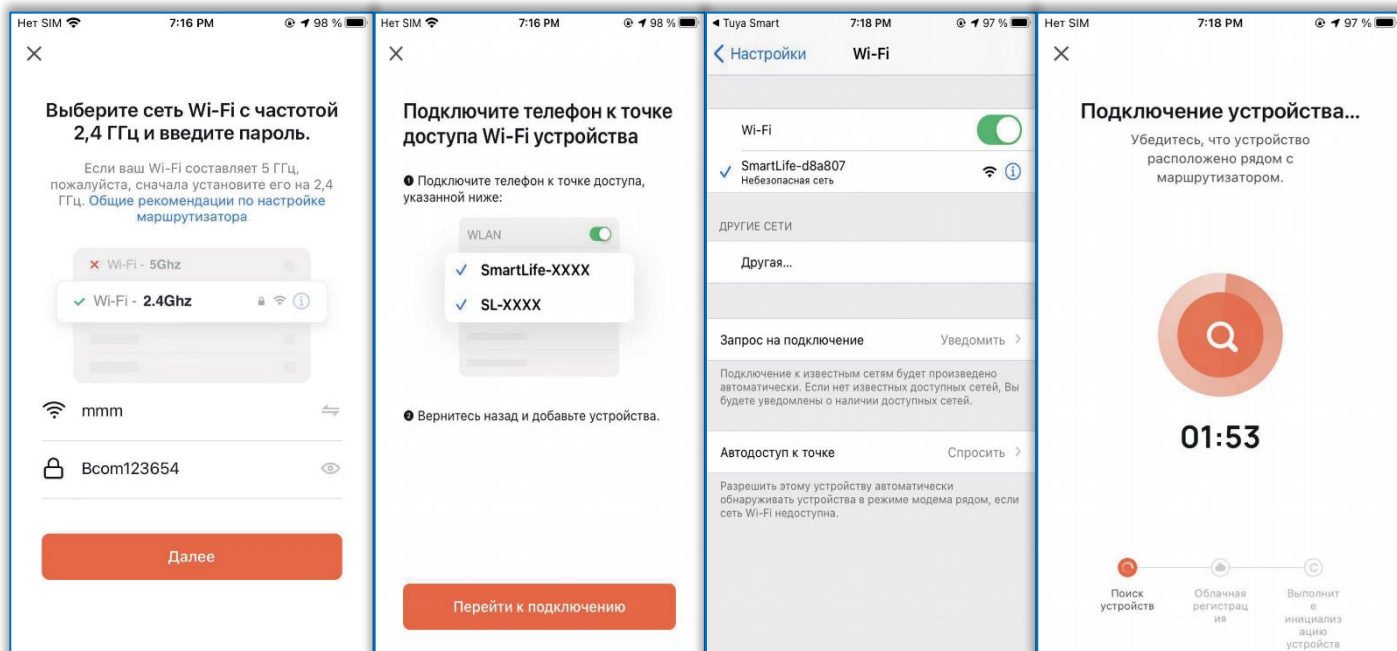 Нет SIM 7:16 PM 98 %
Выберите сеть Wi-Fi с частотой
2,4 ГГц и введите пароль.
Если ваш Wi-Fi составляет 5 ГГц,
пожалуйста, сначала установите его на 2,4
ГГц. Общие рекомендации по настройке
маршрутизатора
Wi-Fi - 5Ghz
Wi-Fi - 2.4Ghz
mmm
Bcom123654
Далее
Нет SIM 7:16 PM 98 %
Подключите телефон к точке
доступа Wi-Fi устройства
❶ Подключите телефон к точке доступа,
указанной ниже:
WLAN
SmartLife-XXXX
SL-XXXX
❷ Вернитесь назад и добавьте устройства.
Перейти к подключению
Tuya Smart 7:18 PM 97 %
Настройки Wi-Fi
Wi-Fi
SmartLife-d8a807
Небезопасная сеть
ДРУГИЕ СЕТИ
Другая...
Запрос на подключение Уведомить
Подключение к известным сетям будет произведено
автоматически. Если нет известных доступных сетей, Вы
будете уведомлены о наличии доступных сетей.
Автодоступ к точке Спросить
Разрешить этому устройству автоматически
обнаруживать устройства в режиме модема рядом, если
сеть Wi-Fi недоступна.
Нет SIM 7:18 PM 97 %
Подключение устройства...
Убедитесь, что устройство
расположено рядом с
маршрутизатором.
01:53
Поиск
устройств
Облачная
регистрац
ия
Выполнит
е
инициализ
ацию
устройств